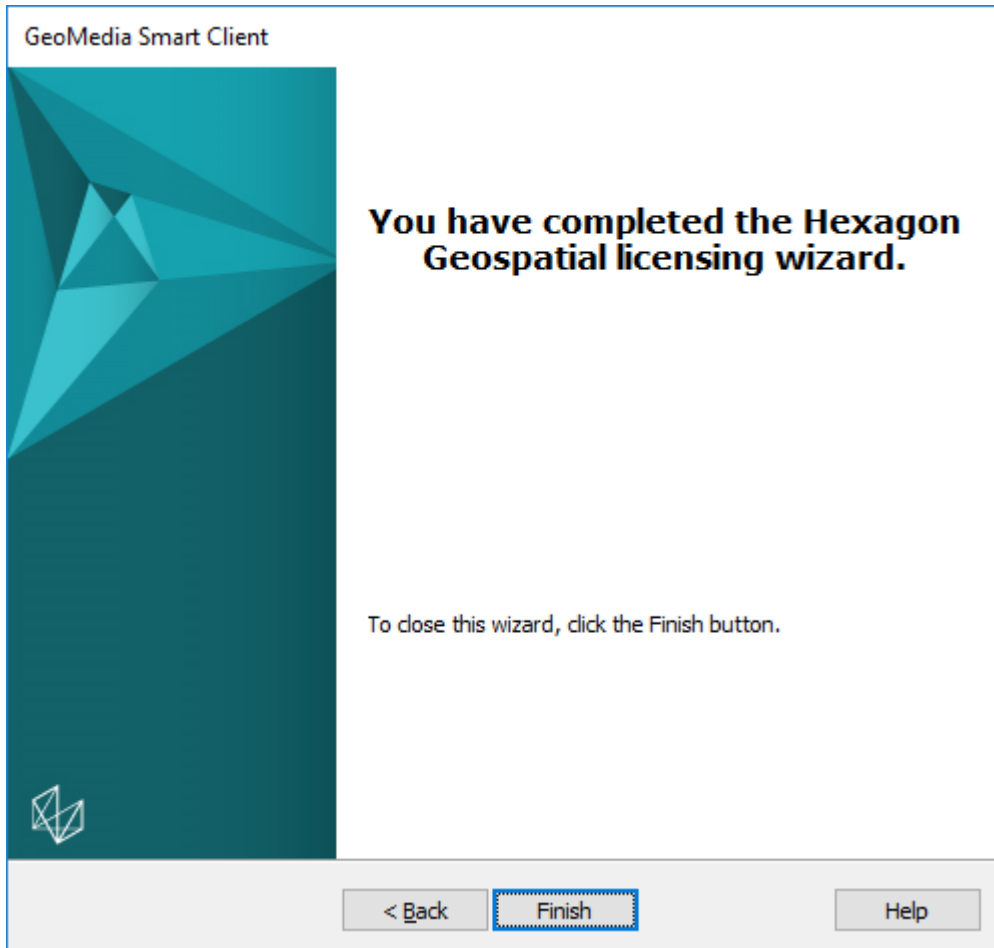 GeoMedia Smart Client
You have completed the Hexagon
Geospatial licensing wizard.
To close this wizard, click the Finish button.
< Back
Finish
Help